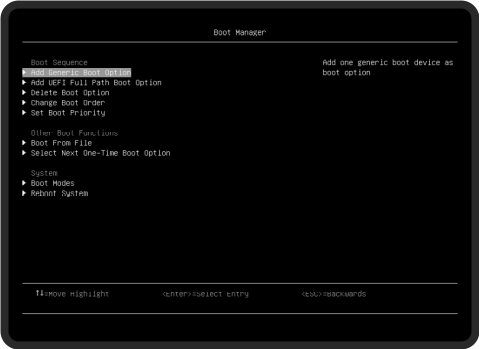 Boot Manager
Boot Sequence
Add Generic Boot Option
Add one generic boot device as
boot option
Add UEFI Full Path Boot Option
Delete Boot Option
Change Boot Order
Set Boot Priority
Other Boot Functions
Boot From File
Select Next One-Time Boot Option
System
Boot Modes
Reboot System
↑↓=Move Highlight <Enter>=Select Entry <ESC>=Backwards